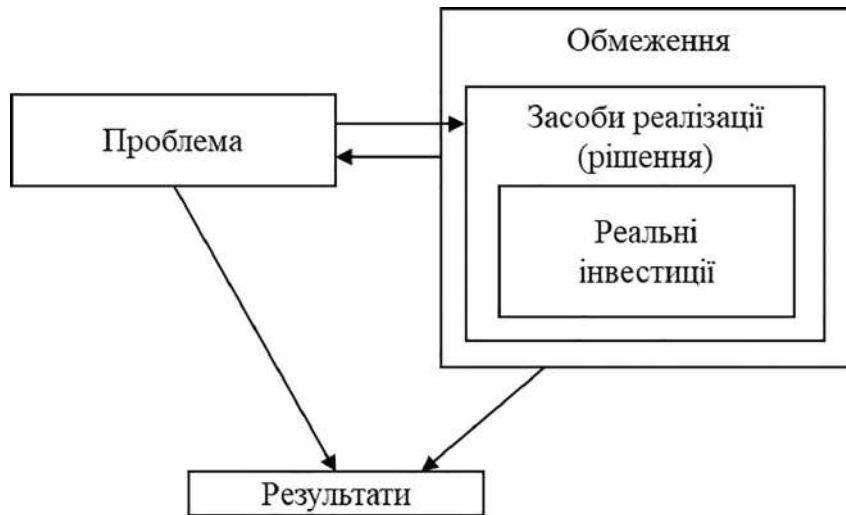 Обмеження
Проблема
Засоби реалізації
(рішення)
Реальні
інвестиції
Результати